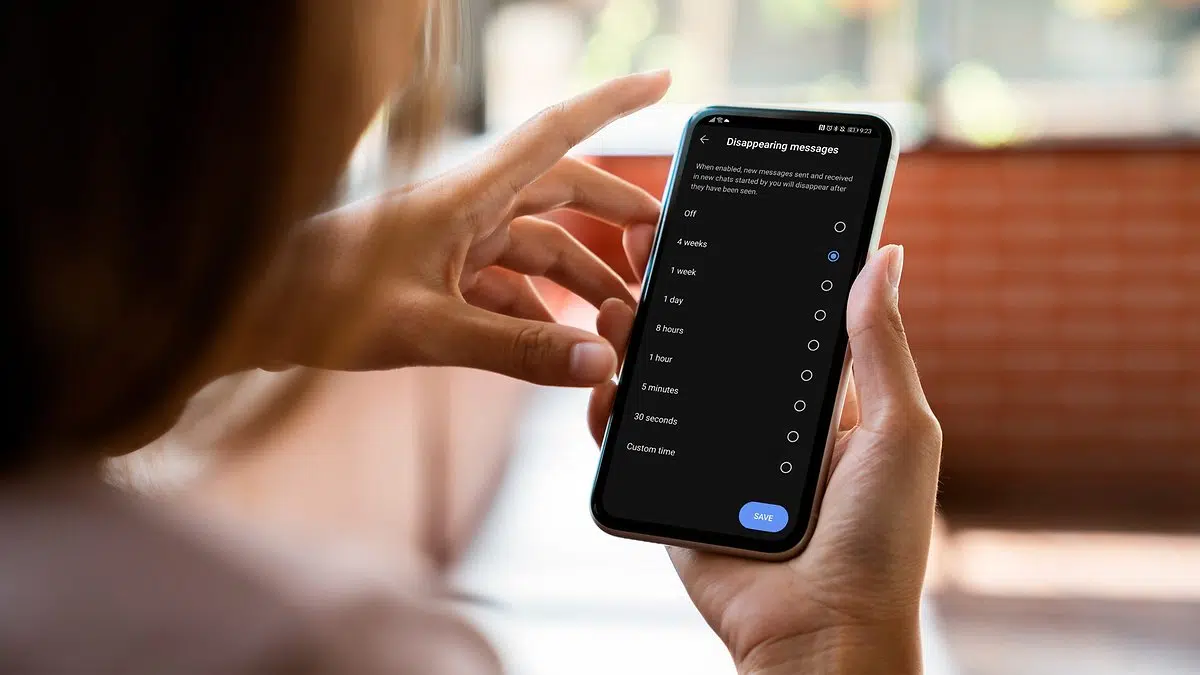 9:23
Disappearing messages
When enabled, new messages sent and received
in new chats started by you will disappear after
they have been seen.
Off
4 weeks
1 week
1 day
8 hours
1 hour
5 minutes
30 seconds
Custom time
SAVE